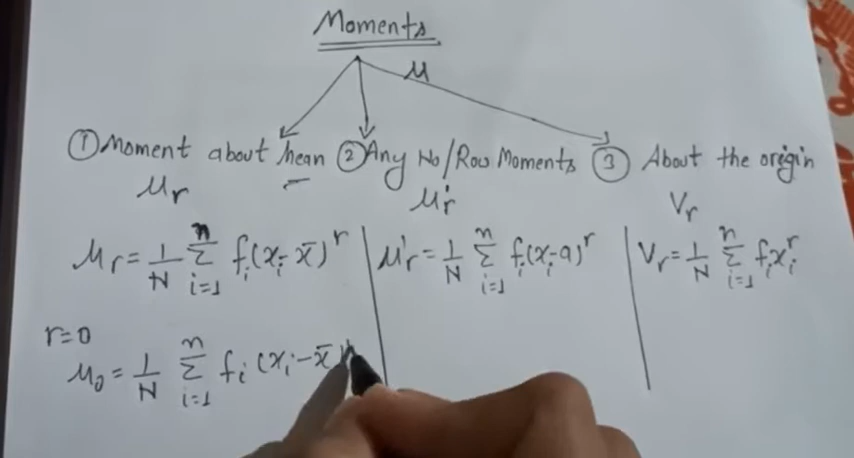 Moments
μ
① Moment about mean ② Any No/Row Moments ③ About the origin
μr μ'r Vr
μr = 1/N Σ_{i=1}^{n} fi(xi - x̄)^r μ'r = 1/N Σ_{i=1}^{n} fi(xi-a)^r Vr = 1/N Σ_{i=1}^{n} fi xi^r
r=0
μ0 = 1/N Σ_{i=1}^{n} fi (xi - x̄)